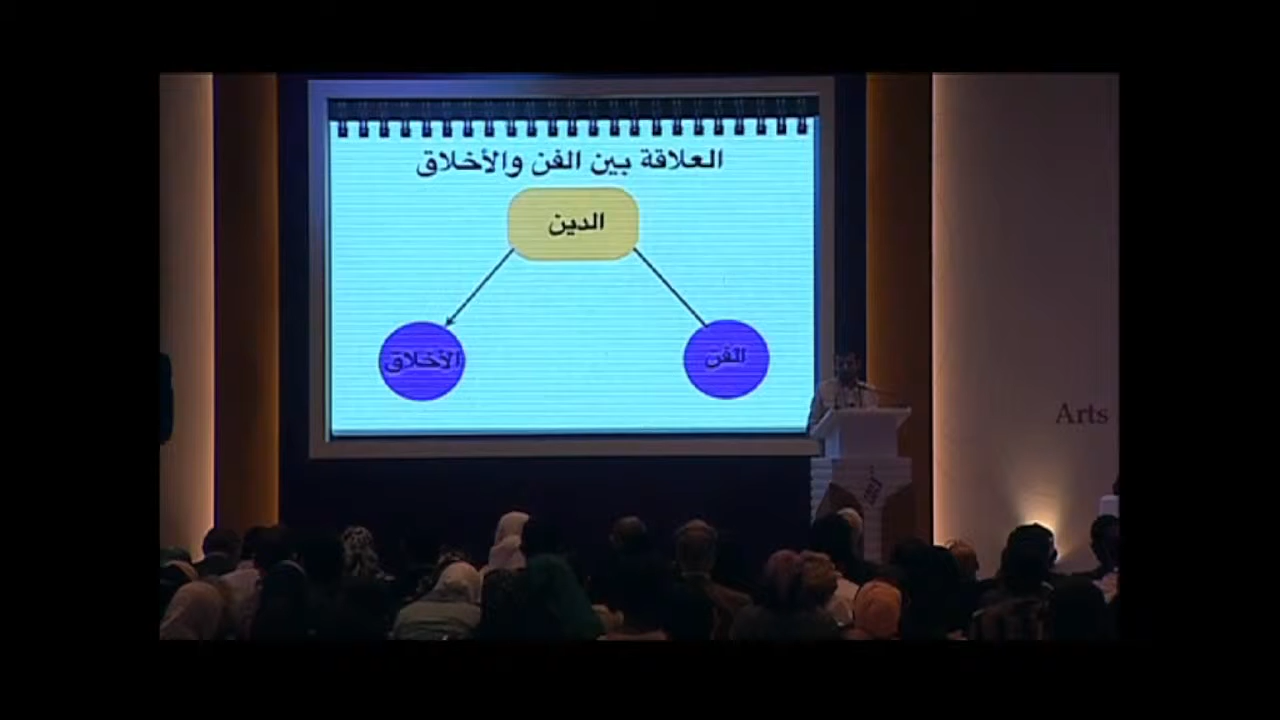 العلاقة بين الفن والأخلاق
الدين
الفن
الأخلاق
Arts